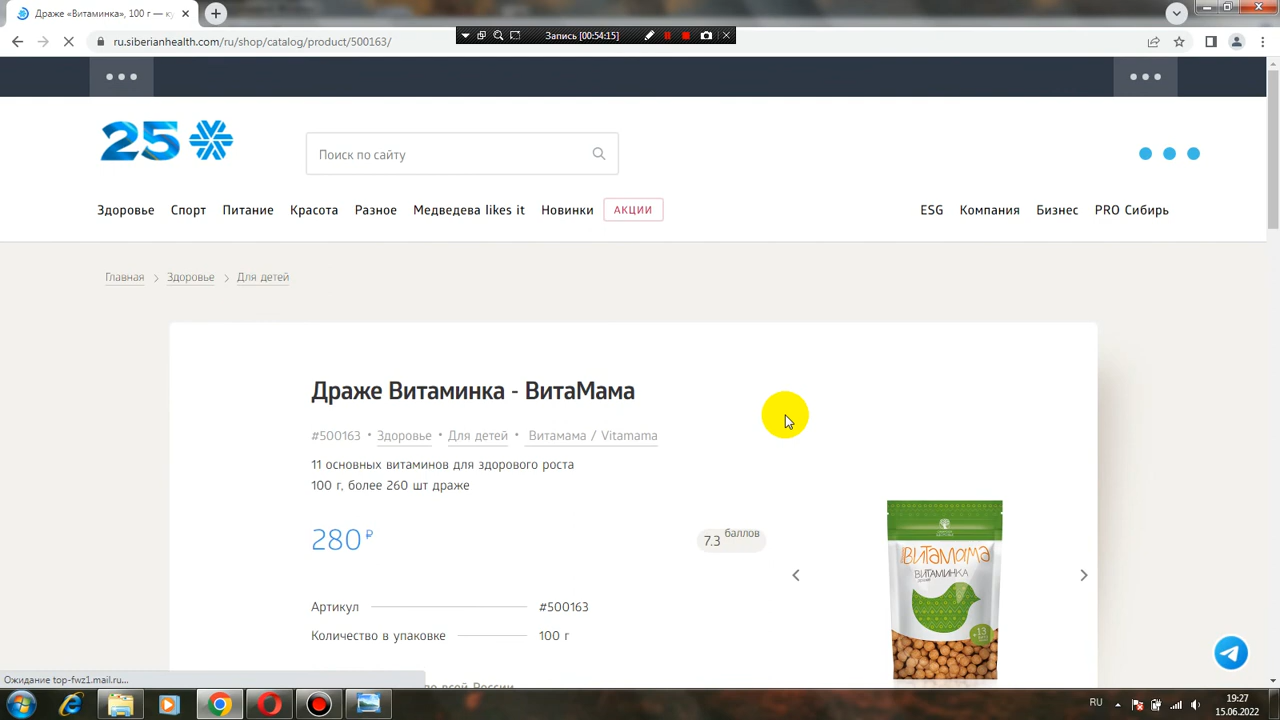 Драже «Витаминка», 100 г — к
ru.siberianhealth.com/ru/shop/catalog/product/500163/
Запись [00:54:15]
25
Поиск по сайту
Здоровье Спорт Питание Красота Разное Медведева likes it Новинки АКЦИИ ESG Компания Бизнес PRO Сибирь
Главная Здоровье Для детей
Драже Витаминка - ВитаМама
#500163 • Здоровье • Для детей • Витамама / Vitamama
11 основных витаминов для здорового роста
100 г, более 260 шт драже
280 ₽
7.3 баллов
ВИТАМАМА
ВИТАМИНКА
Артикул #500163
Количество в упаковке 100 г
по всей России
Ожидание top-fwz1.mail.ru...
RU
19:27
15.06.2022